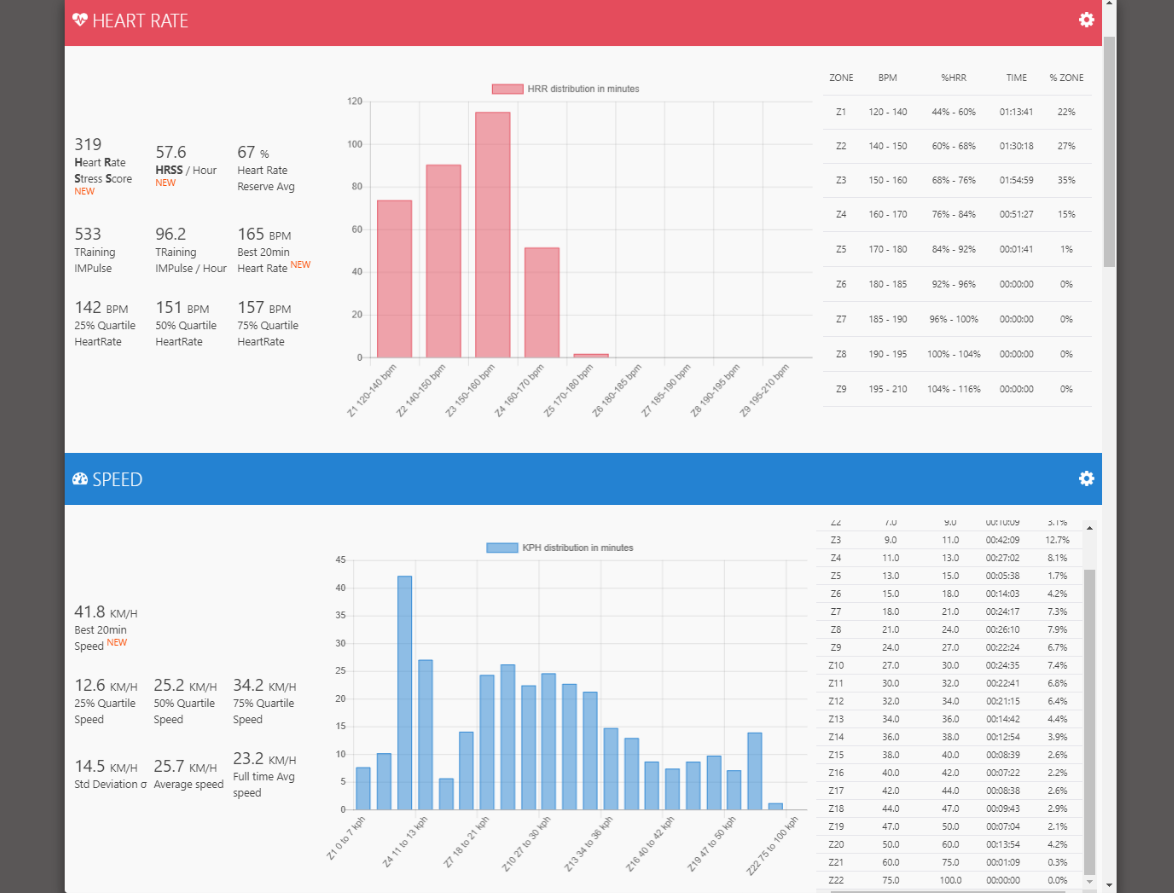 HEART RATE
319
Heart Rate
Stress Score
NEW
57.6
HRSS / Hour
NEW
67 %
Heart Rate
Reserve Avg
533
TRaining
IMPulse
96.2
TRaining
IMPulse / Hour
165 BPM
Best 20min
Heart Rate NEW
142 BPM
25% Quartile
HeartRate
151 BPM
50% Quartile
HeartRate
157 BPM
75% Quartile
HeartRate
HRR distribution in minutes
120
100
80
60
40
20
0
Z1 120-140 bpm
Z2 140-150 bpm
Z3 150-160 bpm
Z4 160-170 bpm
Z5 170-180 bpm
Z6 180-185 bpm
Z7 185-190 bpm
Z8 190-195 bpm
Z9 195-210 bpm
ZONE BPM %HRR TIME % ZONE
Z1 120 - 140 44% - 60% 01:13:41 22%
Z2 140 - 150 60% - 68% 01:30:18 27%
Z3 150 - 160 68% - 76% 01:54:59 35%
Z4 160 - 170 76% - 84% 00:51:27 15%
Z5 170 - 180 84% - 92% 00:01:41 1%
Z6 180 - 185 92% - 96% 00:00:00 0%
Z7 185 - 190 96% - 100% 00:00:00 0%
Z8 190 - 195 100% - 104% 00:00:00 0%
Z9 195 - 210 104% - 116% 00:00:00 0%
SPEED
41.8 KM/H
Best 20min
Speed NEW
12.6 KM/H
25% Quartile
Speed
25.2 KM/H
50% Quartile
Speed
34.2 KM/H
75% Quartile
Speed
14.5 KM/H
Std Deviation σ
25.7 KM/H
Average speed
23.2 KM/H
Full time Avg
speed
KPH distribution in minutes
45
40
35
30
25
20
15
10
5
0
Z1 0 to 7 kph
Z4 11 to 13 kph
Z7 18 to 21 kph
Z10 27 to 30 kph
Z13 34 to 36 kph
Z16 40 to 42 kph
Z19 47 to 50 kph
Z22 75 to 100 kph
Z2 7.0 9.0 00:10:09 3.1%
Z3 9.0 11.0 00:42:09 12.7%
Z4 11.0 13.0 00:27:02 8.1%
Z5 13.0 15.0 00:05:38 1.7%
Z6 15.0 18.0 00:14:03 4.2%
Z7 18.0 21.0 00:24:17 7.3%
Z8 21.0 24.0 00:26:10 7.9%
Z9 24.0 27.0 00:22:24 6.7%
Z10 27.0 30.0 00:24:35 7.4%
Z11 30.0 32.0 00:22:41 6.8%
Z12 32.0 34.0 00:21:15 6.4%
Z13 34.0 36.0 00:14:42 4.4%
Z14 36.0 38.0 00:12:54 3.9%
Z15 38.0 40.0 00:08:39 2.6%
Z16 40.0 42.0 00:07:22 2.2%
Z17 42.0 44.0 00:08:38 2.6%
Z18 44.0 47.0 00:09:43 2.9%
Z19 47.0 50.0 00:07:04 2.1%
Z20 50.0 60.0 00:13:54 4.2%
Z21 60.0 75.0 00:01:09 0.3%
Z22 75.0 100.0 00:00:00 0.0%